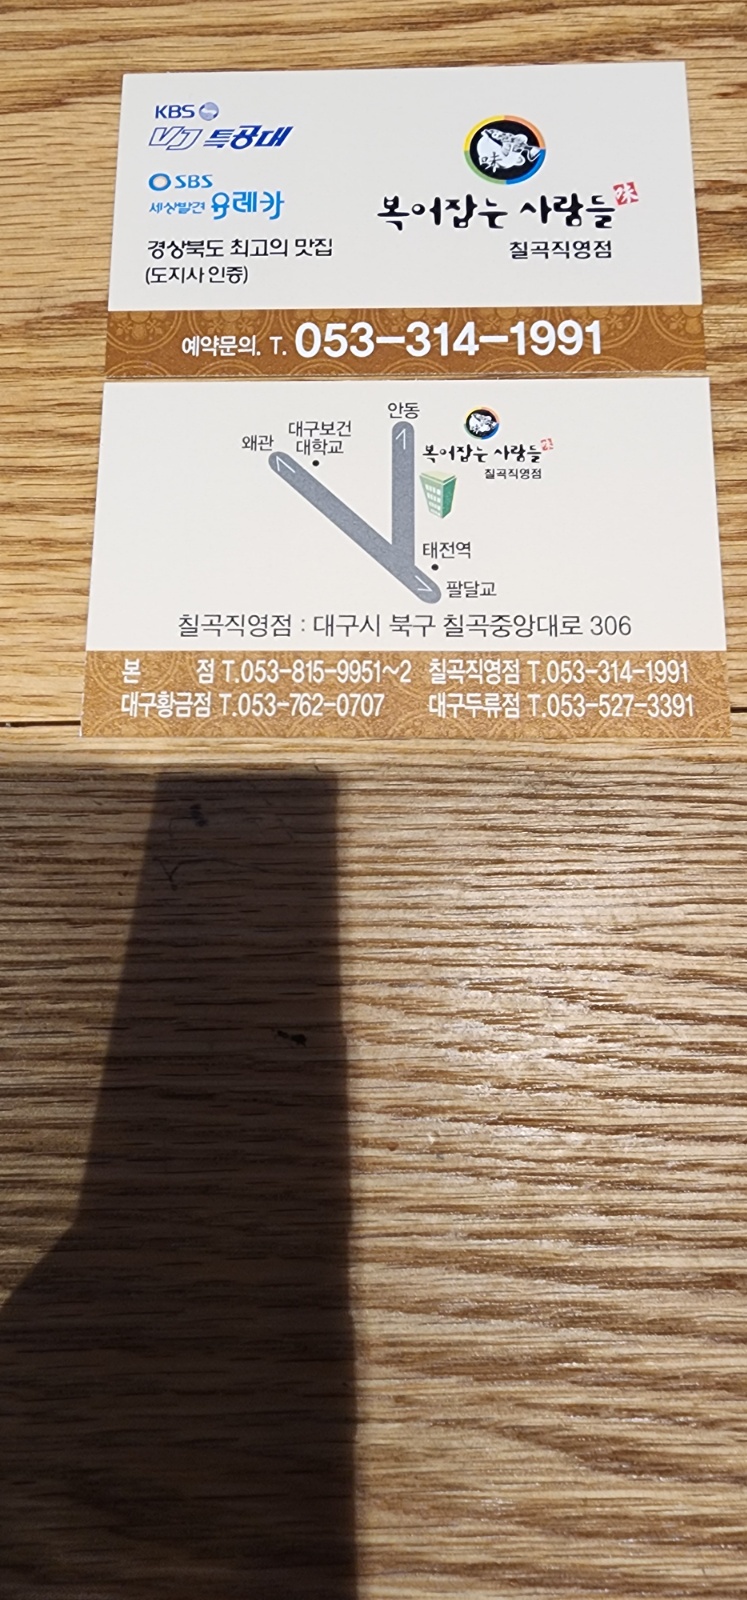 KBS
VJ 특공대
SBS
세상발견 유레카
경상북도 최고의 맛집
(도지사 인증)
味
복어잡는 사람들 味
칠곡직영점
예약문의. T. 053-314-1991
안동
왜관
대구보건
대학교
복어잡는 사람들 味
칠곡직영점
태전역
팔달교
칠곡직영점 : 대구시 북구 칠곡중앙대로 306
본 점 T.053-815-9951~2 칠곡직영점 T.053-314-1991
대구황금점 T.053-762-0707 대구두류점 T.053-527-3391